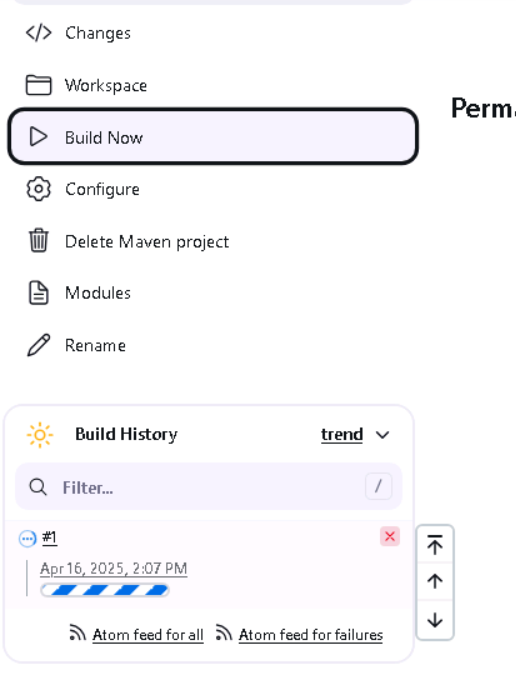 Changes
Workspace
Build Now
Configure
Delete Maven project
Modules
Rename
Build History trend
Filter... /
#1
Apr 16, 2025, 2:07 PM
Atom feed for all Atom feed for failures
Perma